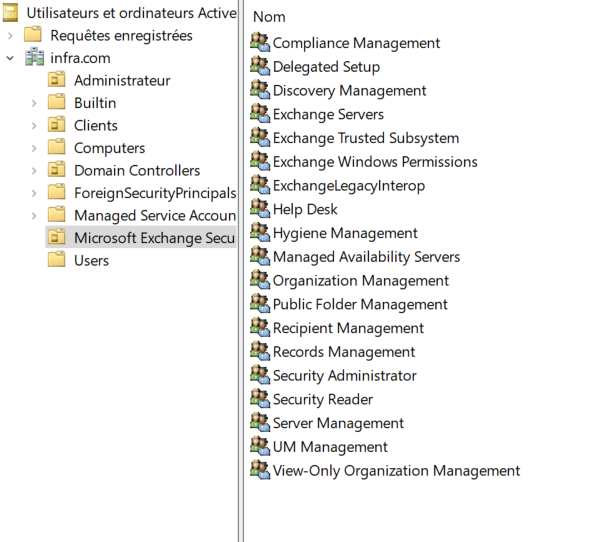 Utilisateurs et ordinateurs Active
Requêtes enregistrées
infra.com
Administrateur
Builtin
Clients
Computers
Domain Controllers
ForeignSecurityPrincipals
Managed Service Accoun
Microsoft Exchange Secu
Users
Nom
Compliance Management
Delegated Setup
Discovery Management
Exchange Servers
Exchange Trusted Subsystem
Exchange Windows Permissions
ExchangeLegacyInterop
Help Desk
Hygiene Management
Managed Availability Servers
Organization Management
Public Folder Management
Recipient Management
Records Management
Security Administrator
Security Reader
Server Management
UM Management
View-Only Organization Management